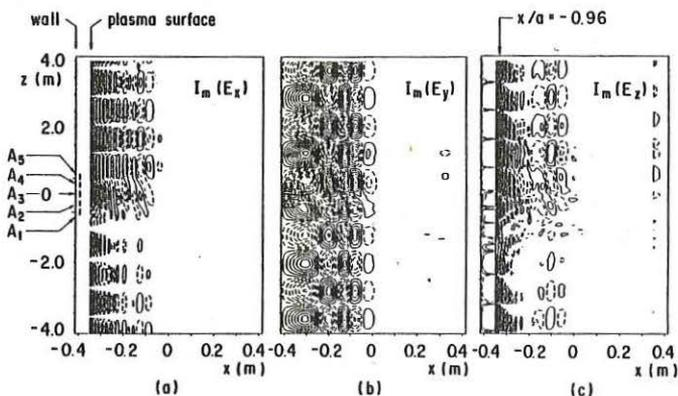 wall plasma surface x/a = -0.96
4.0
z (m)
2.0
0
-2.0
-4.0
A₅
A₄
A₃
A₂
A₁
Iₘ(Eₓ) Iₘ(E_y) Iₘ(E_z)
-0.4 -0.2 0 0.2 0.4
x (m)
(a)
-0.4 -0.2 0 0.2 0.4
x (m)
(b)
-0.4 -0.2 0 0.2 0.4
x (m)
(c)